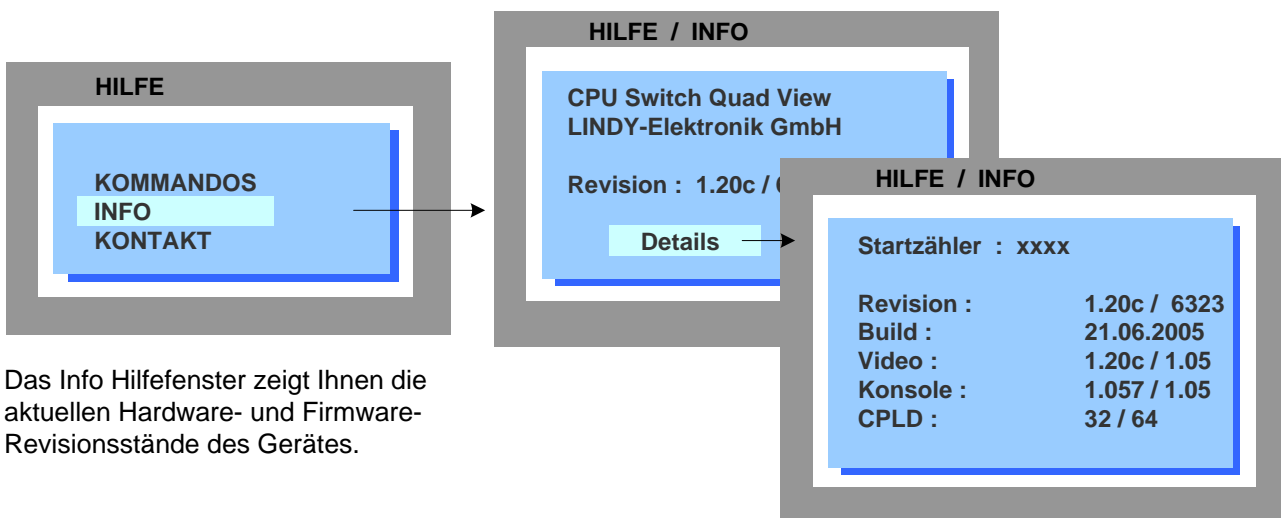 HILFE
KOMMANDOS
INFO
KONTAKT
HILFE / INFO
CPU Switch Quad View
LINDY-Elektronik GmbH
Revision : 1.20c /
Details
HILFE / INFO
Startzähler : xxxx
Revision : 1.20c / 6323
Build : 21.06.2005
Video : 1.20c / 1.05
Konsole : 1.057 / 1.05
CPLD : 32 / 64
Das Info Hilfefenster zeigt Ihnen die
aktuellen Hardware- und Firmware-
Revisionsstände des Gerätes.